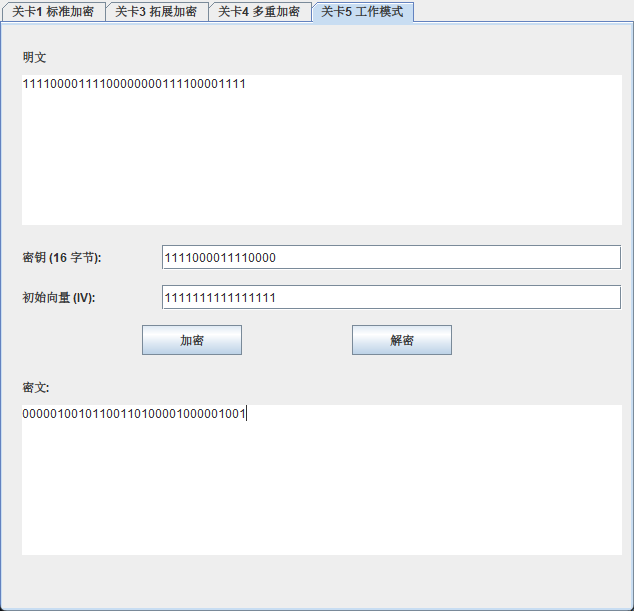 关卡1 标准加密
关卡3 拓展加密
关卡4 多重加密
关卡5 工作模式
明文
11110000111100000000111100001111
密钥 (16 字节):
1111000011110000
初始向量 (IV):
1111111111111111
加密
解密
密文:
00000100101100110100001000001001